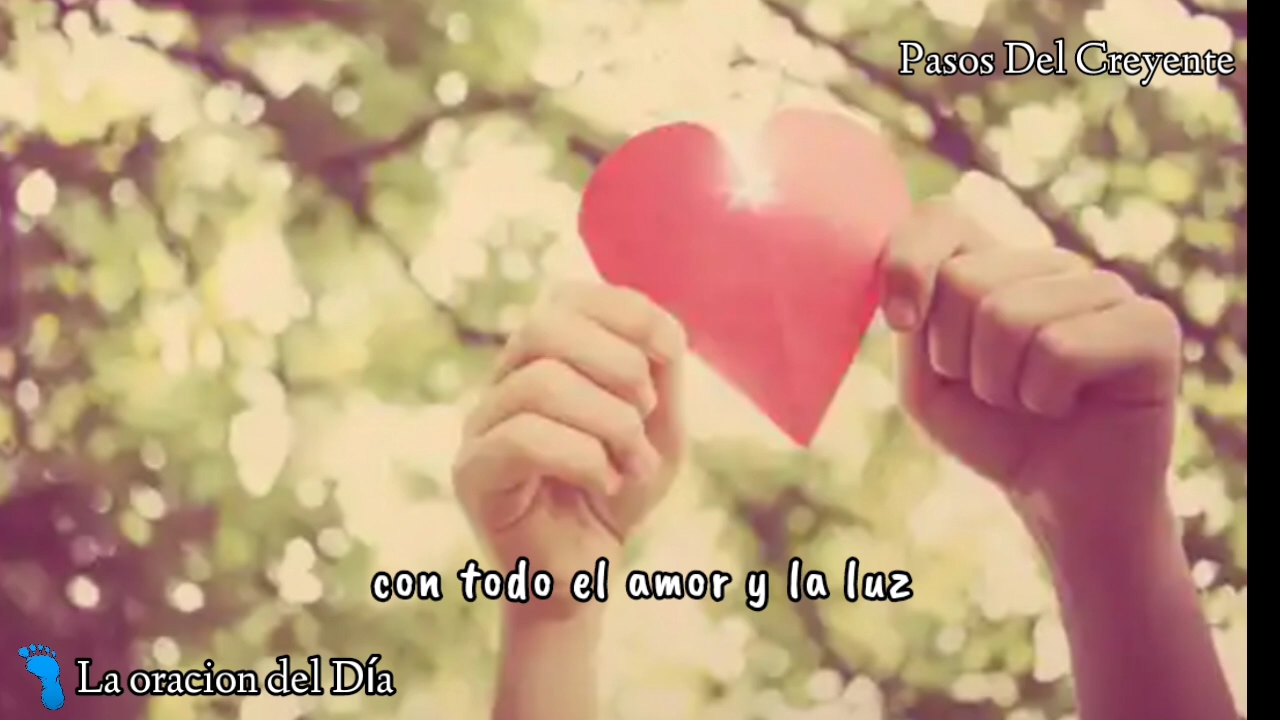 Pasos Del Creyente
con todo el amor y la luz
La oracion del Día